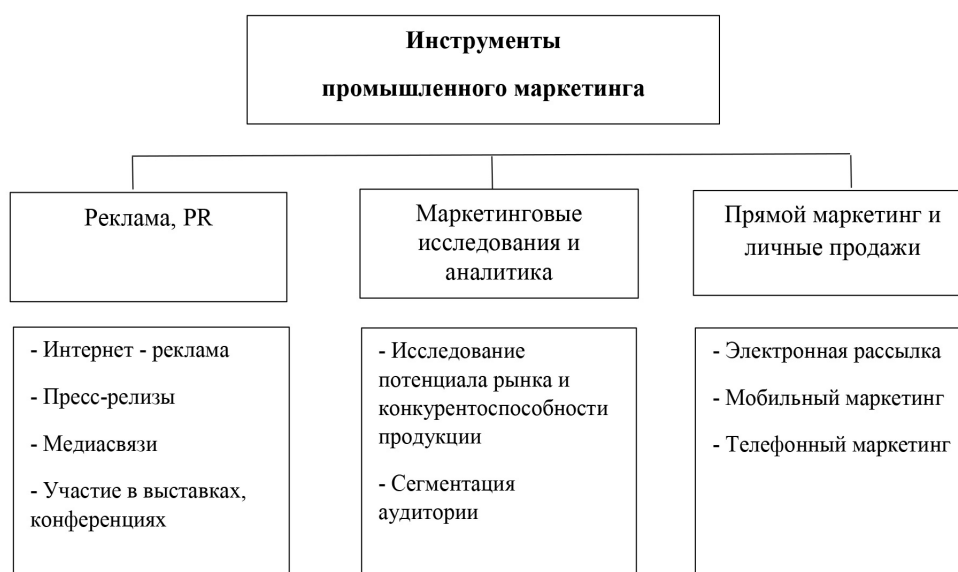 Инструменты
промышленного маркетинга
Реклама, PR
Маркетинговые
исследования и
аналитика
Прямой маркетинг и
личные продажи
- Интернет - реклама
- Пресс-релизы
- Медиасвязи
- Участие в выставках,
конференциях
- Исследование
потенциала рынка и
конкурентоспособности
продукции
- Сегментация
аудитории
- Электронная рассылка
- Мобильный маркетинг
- Телефонный маркетинг